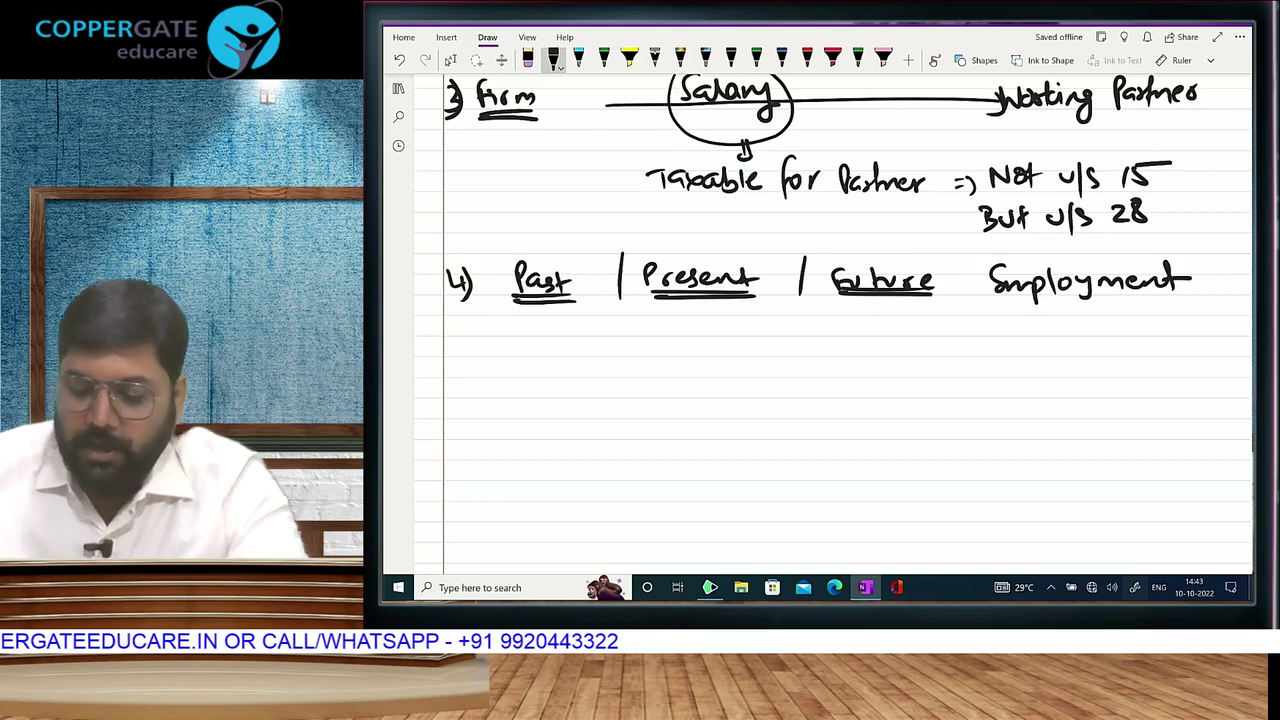 COPPERGATE
educare
Home Insert Draw View Help
Saved offline Share
Shapes Ink to Shape Ink to Text Ruler
3) Firm Salary Working Partner
Taxable for Partner => Not u/s 15
But u/s 28
4) Past | Present | Future Employment
Type here to search
29°C ENG 14:43
10-10-2022
ERGATEEDUCARE.IN OR CALL/WHATSAPP - +91 9920443322